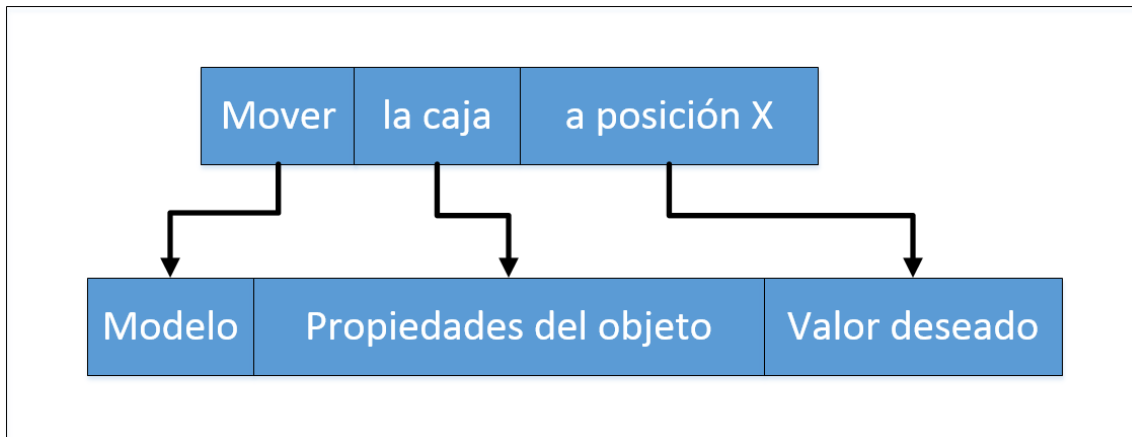 Mover la caja a posición X
Modelo Propiedades del objeto Valor deseado